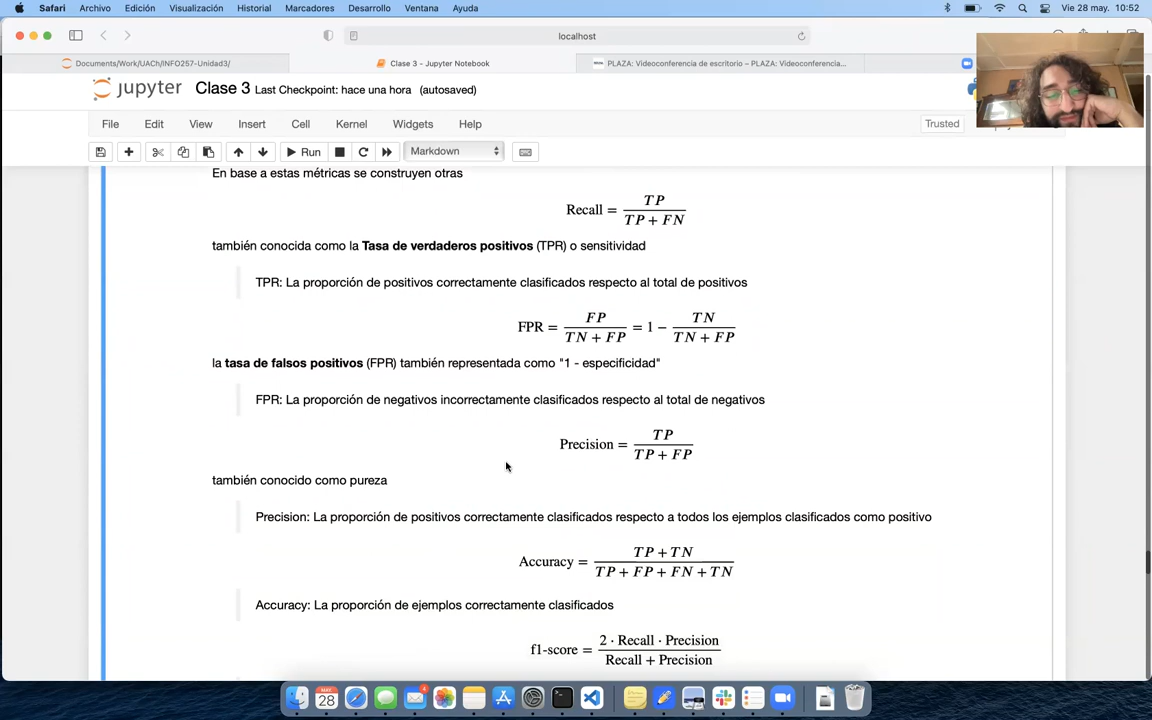 Safari Archivo Edición Visualización Historial Marcadores Desarrollo Ventana Ayuda Vie 28 may. 10:52
localhost
Documents/Work/UACh/INFO257-Unidad3/ Clase 3 - Jupyter Notebook PLAZA: Videoconferencia de escritorio – PLAZA: Videoconferencia...
jupyter Clase 3 Last Checkpoint: hace una hora (autosaved)
File Edit View Insert Cell Kernel Widgets Help Trusted
Run Markdown
En base a estas métricas se construyen otras
Recall = TP / (TP + FN)
también conocida como la Tasa de verdaderos positivos (TPR) o sensitividad
TPR: La proporción de positivos correctamente clasificados respecto al total de positivos
FPR = FP / (TN + FP) = 1 − TN / (TN + FP)
la tasa de falsos positivos (FPR) también representada como "1 - especificidad"
FPR: La proporción de negativos incorrectamente clasificados respecto al total de negativos
Precision = TP / (TP + FP)
también conocido como pureza
Precision: La proporción de positivos correctamente clasificados respecto a todos los ejemplos clasificados como positivo
Accuracy = (TP + TN) / (TP + FP + FN + TN)
Accuracy: La proporción de ejemplos correctamente clasificados
f1-score = (2 · Recall · Precision) / (Recall + Precision)
MAY.
28
4